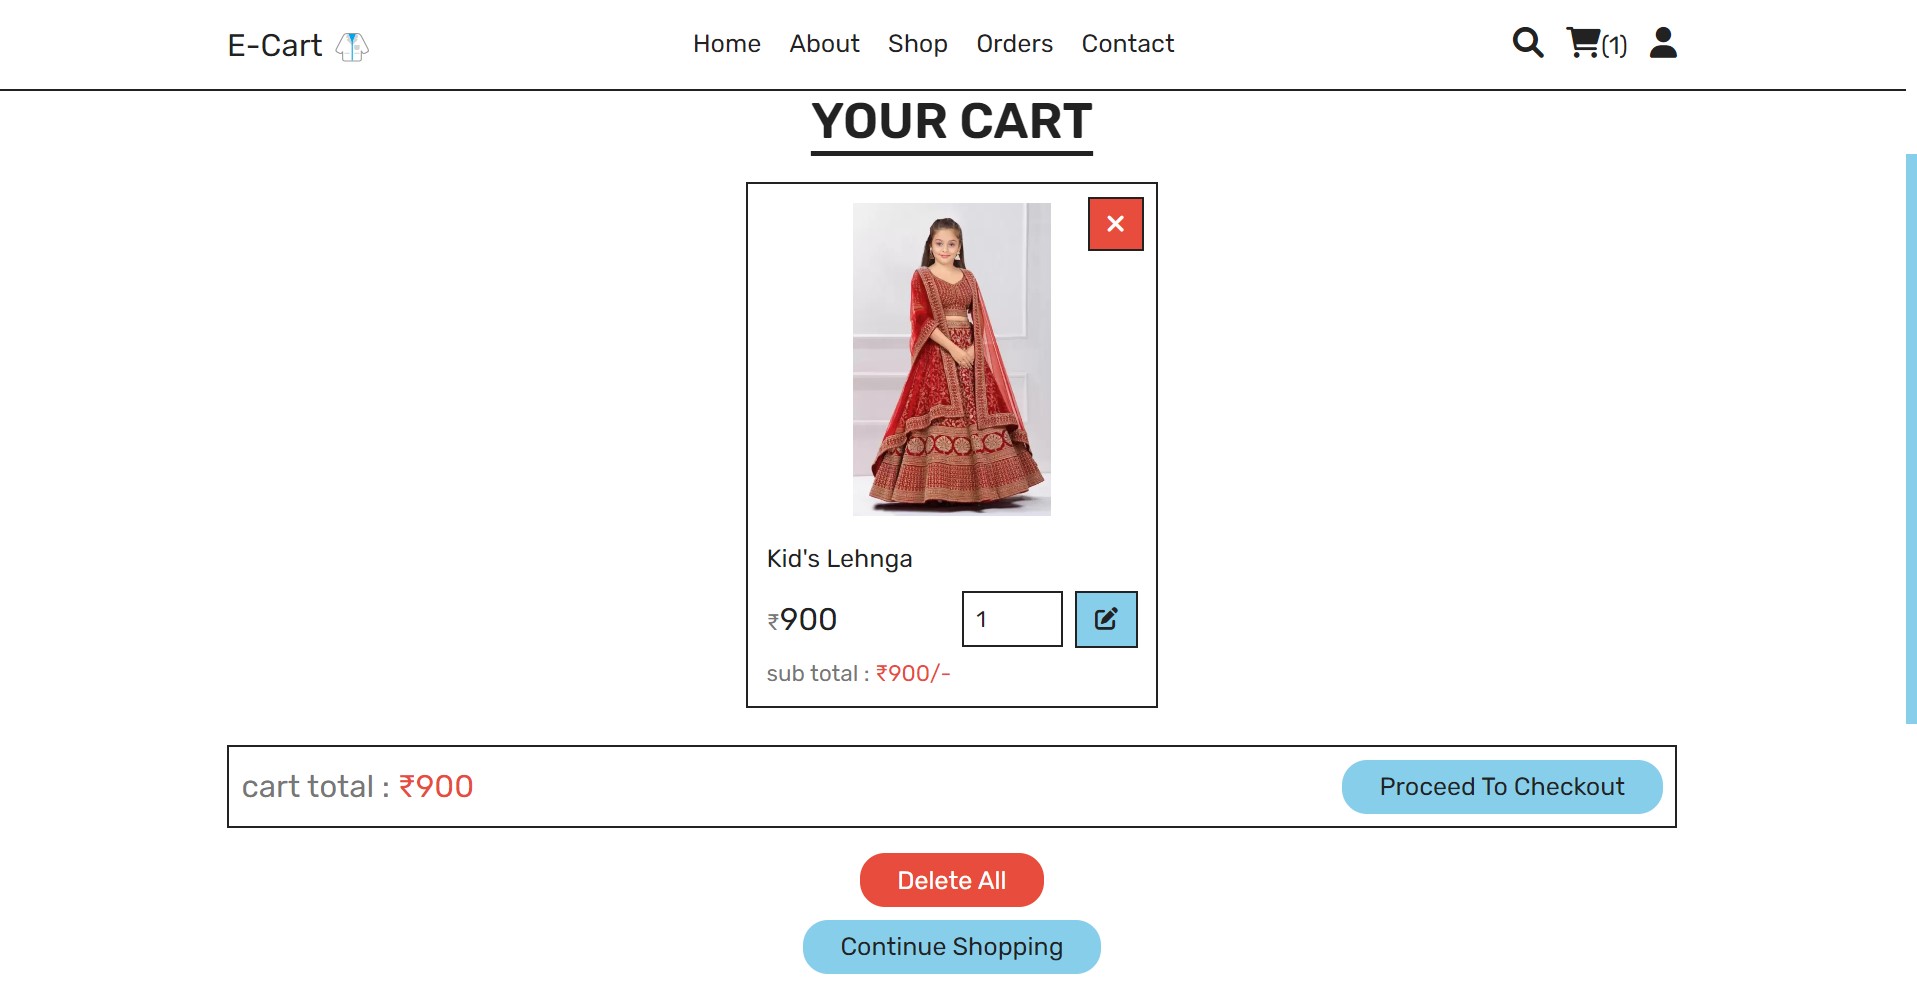 E-Cart
Home About Shop Orders Contact
(1)
YOUR CART
Kid's Lehnga
₹900
1
sub total : ₹900/-
cart total : ₹900
Proceed To Checkout
Delete All
Continue Shopping